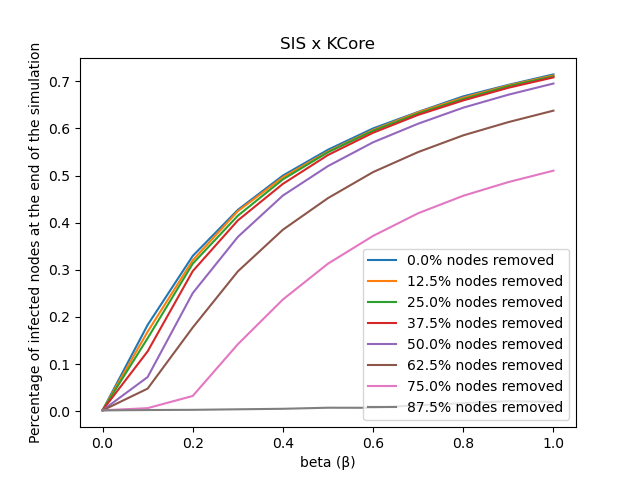 SIS x KCore
Percentage of infected nodes at the end of the simulation
0.7
0.6
0.5
0.4
0.3
0.2
0.1
0.0
0.0% nodes removed
12.5% nodes removed
25.0% nodes removed
37.5% nodes removed
50.0% nodes removed
62.5% nodes removed
75.0% nodes removed
87.5% nodes removed
0.0 0.2 0.4 0.6 0.8 1.0
beta (β)